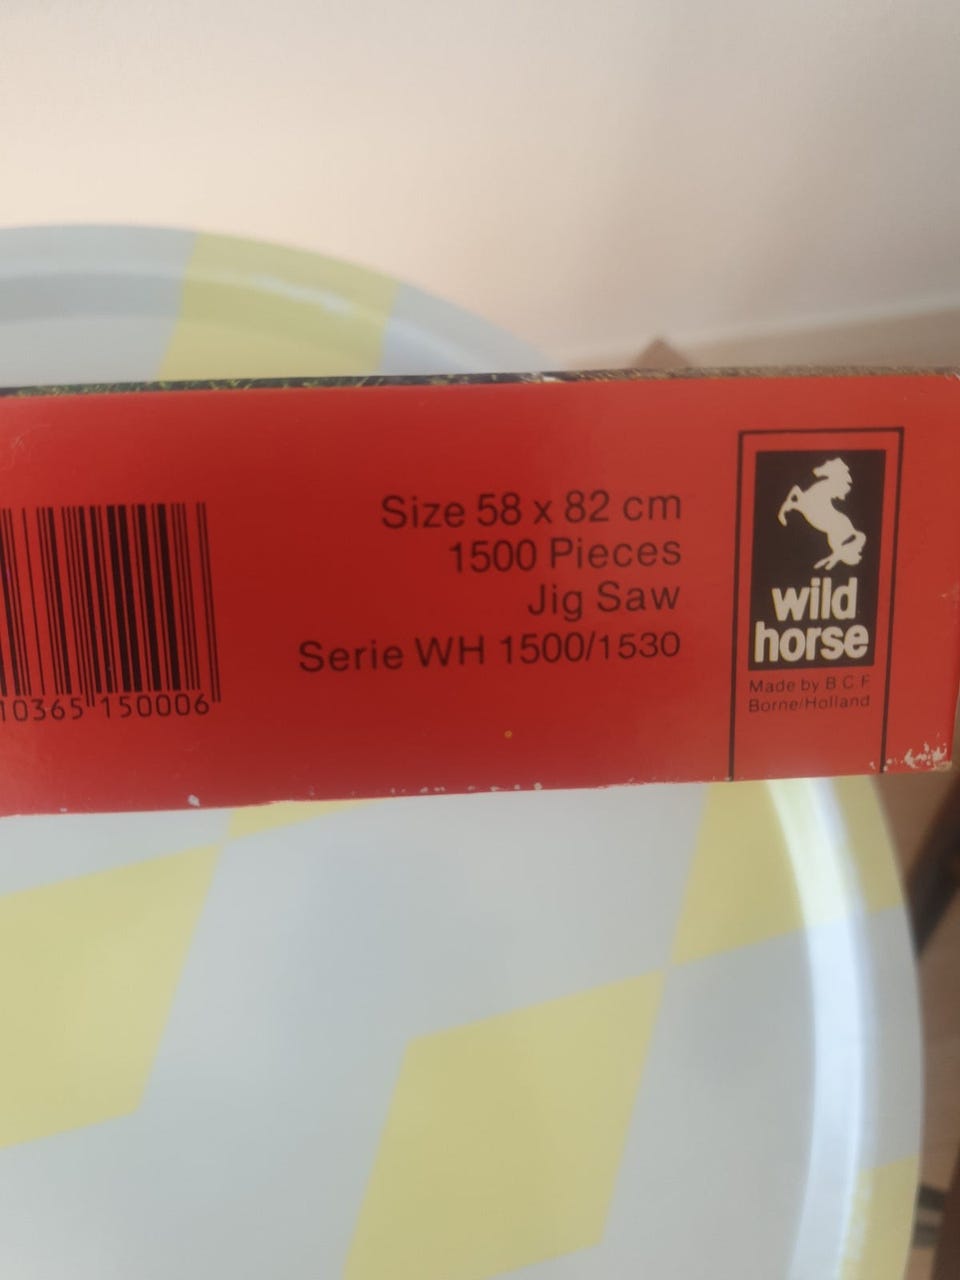 Size 58 x 82 cm
1500 Pieces
Jig Saw
Serie WH 1500/1530
10365 150006
wild
horse
Made by B.C.F.
Borne/Holland